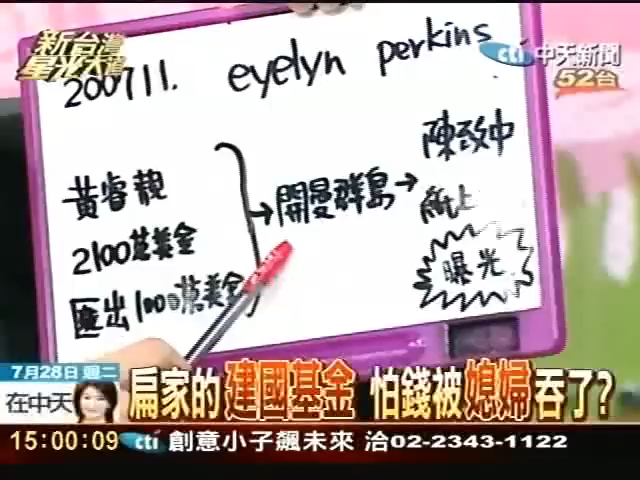 新台灣
星光大道
200711. eyelyn perkins
cti 中天新聞
52台
陳致中
黃睿靚
2100萬美金
匯出1000萬美金
→開曼群島→
紙上
曝光
7月28日 週二
在中天
扁家的建國基金 怕錢被媳婦吞了?
15:00:09 cti 創意小子飆未來 洽02-2343-1122